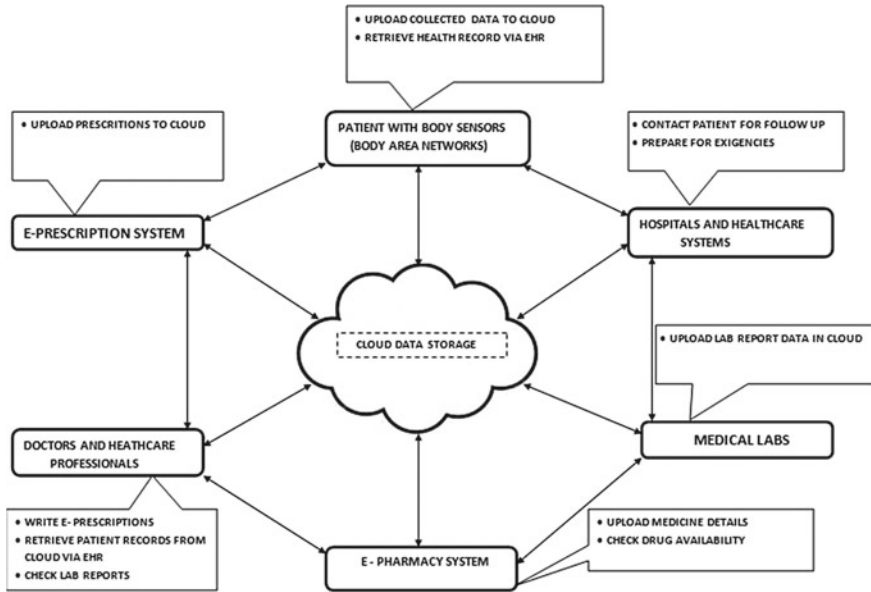 • UPLOAD COLLECTED DATA TO CLOUD
• RETRIEVE HEALTH RECORD VIA EHR
• UPLOAD PRESCRITIONS TO CLOUD
PATIENT WITH BODY SENSORS
(BODY AREA NETWORKS)
• CONTACT PATIENT FOR FOLLOW UP
• PREPARE FOR EXIGENCIES
E-PRESCRIPTION SYSTEM
HOSPITALS AND HEALTHCARE
SYSTEMS
CLOUD DATA STORAGE
• UPLOAD LAB REPORT DATA IN CLOUD
DOCTORS AND HEATHCARE
PROFESSIONALS
MEDICAL LABS
• WRITE E- PRESCRIPTIONS
• RETRIEVE PATIENT RECORDS FROM
CLOUD VIA EHR
• CHECK LAB REPORTS
E - PHARMACY SYSTEM
• UPLOAD MEDICINE DETAILS
• CHECK DRUG AVAILABILITY